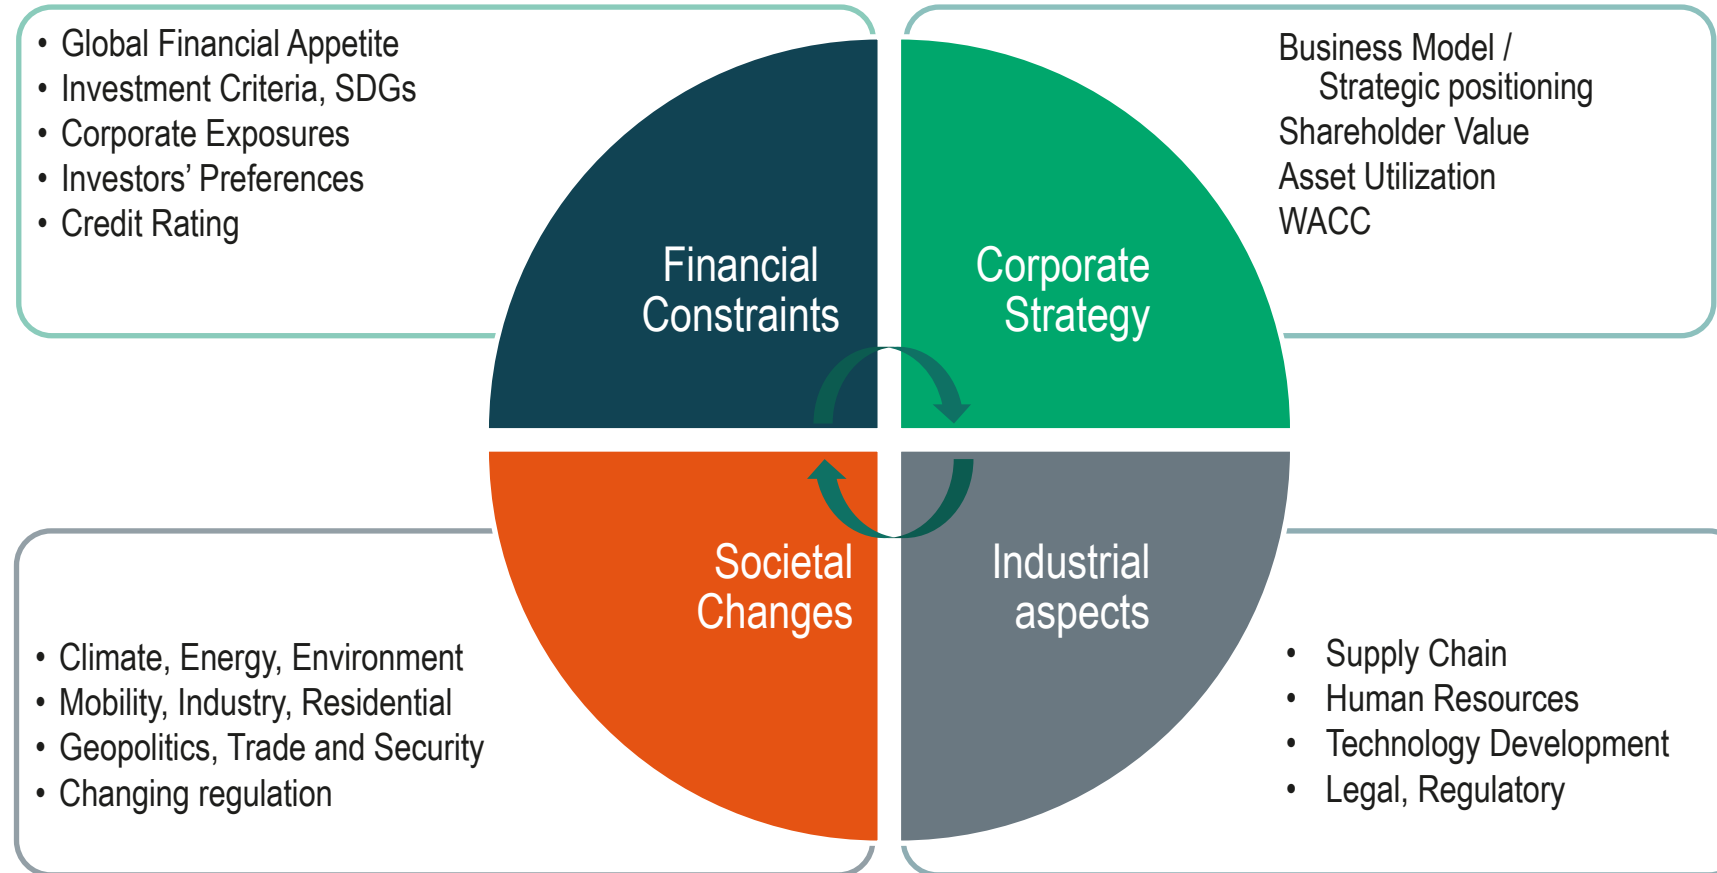 • Global Financial Appetite
• Investment Criteria, SDGs
• Corporate Exposures
• Investors’ Preferences
• Credit Rating
Business Model /
Strategic positioning
Shareholder Value
Asset Utilization
WACC
Financial
Constraints
Corporate
Strategy
Societal
Changes
Industrial
aspects
• Climate, Energy, Environment
• Mobility, Industry, Residential
• Geopolitics, Trade and Security
• Changing regulation
• Supply Chain
• Human Resources
• Technology Development
• Legal, Regulatory